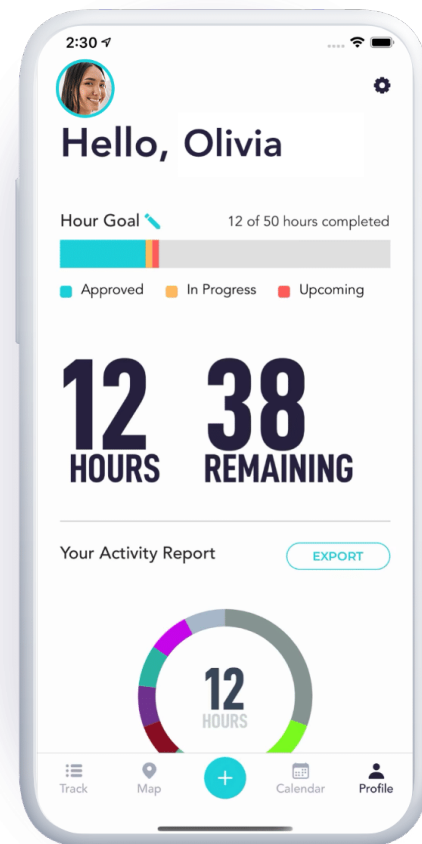 2:30
Hello, Olivia
Hour Goal 12 of 50 hours completed
Approved In Progress Upcoming
12 38
HOURS REMAINING
Your Activity Report EXPORT
12
HOURS
Track Map + Calendar Profile